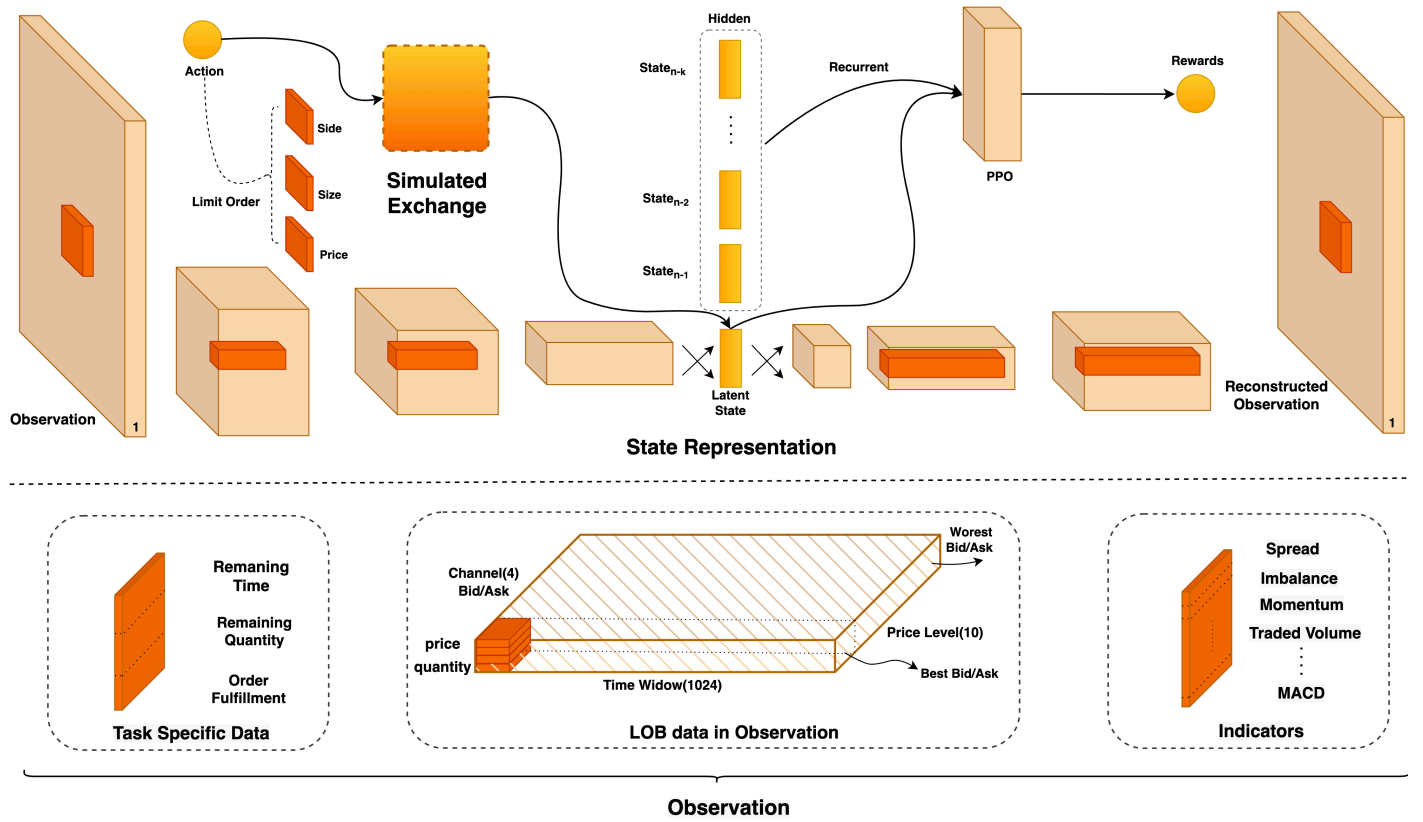 Hidden
Action
State n-k
Recurrent
Rewards
Side
Simulated
Exchange
Size
Limit Order
State n-2
PPO
Price
State n-1
Latent
State
Reconstructed
Observation
Observation
1
1
State Representation
Remaning
Time
Remaining
Quantity
Order
Fulfillment
Task Specific Data
Channel(4)
Bid/Ask
price
quantity
Time Widow(1024)
Worest
Bid/Ask
Price Level(10)
Best Bid/Ask
LOB data in Observation
Spread
Imbalance
Momentum
Traded Volume
MACD
Indicators
Observation